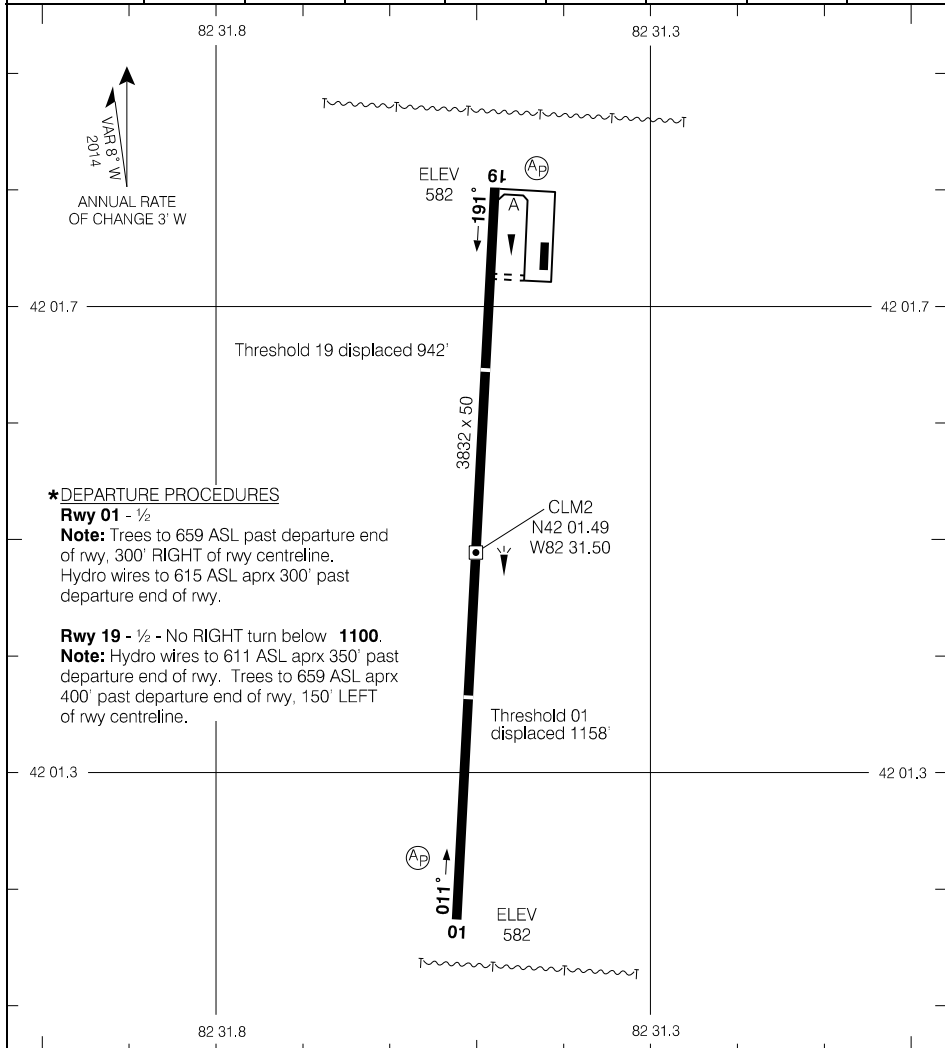 82 31.8
82 31.3
VAR 8° W
2014
ANNUAL RATE
OF CHANGE 3' W
ELEV
582
19
AP
191°
A
42 01.7
42 01.7
Threshold 19 displaced 942'
3832 x 50
*DEPARTURE PROCEDURES
Rwy 01 - ½
Note: Trees to 659 ASL past departure end
of rwy, 300' RIGHT of rwy centreline.
Hydro wires to 615 ASL aprx 300' past
departure end of rwy.
CLM2
N42 01.49
W82 31.50
Rwy 19 - ½ - No RIGHT turn below 1100.
Note: Hydro wires to 611 ASL aprx 350' past
departure end of rwy. Trees to 659 ASL aprx
400' past departure end of rwy, 150' LEFT
of rwy centreline.
Threshold 01
displaced 1158'
42 01.3
42 01.3
AP
011°
01
ELEV
582
82 31.8
82 31.3